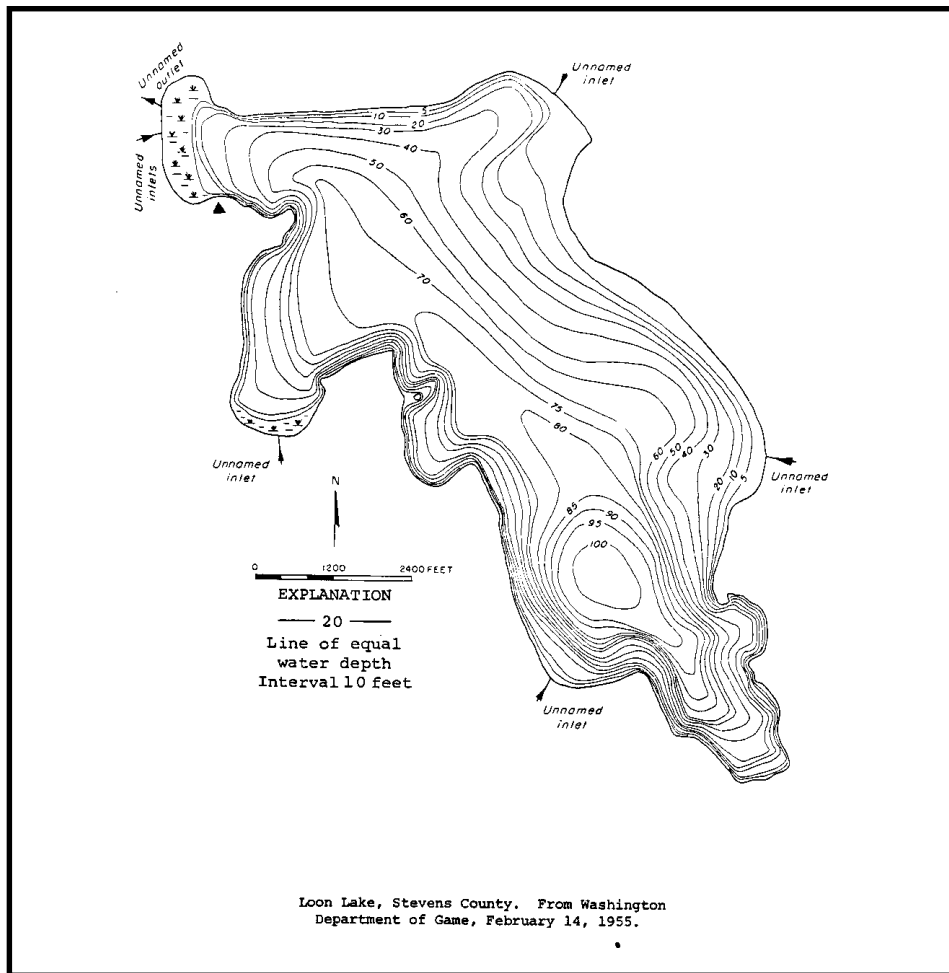 Unnamed
outlet
Unnamed
inlets
Unnamed
inlet
5
10
20
30
40
50
60
70
75
80
60
50
40
30
20
10
5
85
90
95
100
Unnamed
inlet
Unnamed
inlet
N
0 1200 2400 FEET
EXPLANATION
20
Line of equal
water depth
Interval 10 feet
Unnamed
inlet
Loon Lake, Stevens County. From Washington
Department of Game, February 14, 1955.